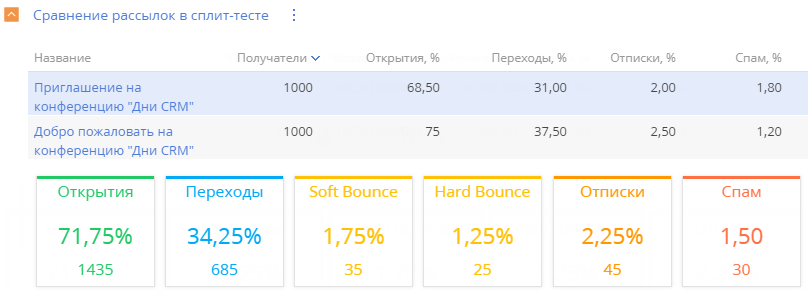 Сравнение рассылок в сплит-тесте
Название Получатели Открытия, % Переходы, % Отписки, % Спам, %
Приглашение на конференцию "Дни CRM" 1000 68,50 31,00 2,00 1,80
Добро пожаловать на конференцию "Дни CRM" 1000 75 37,50 2,50 1,20
Открытия Переходы Soft Bounce Hard Bounce Отписки Спам
71,75% 34,25% 1,75% 1,25% 2,25% 1,50
1435 685 35 25 45 30